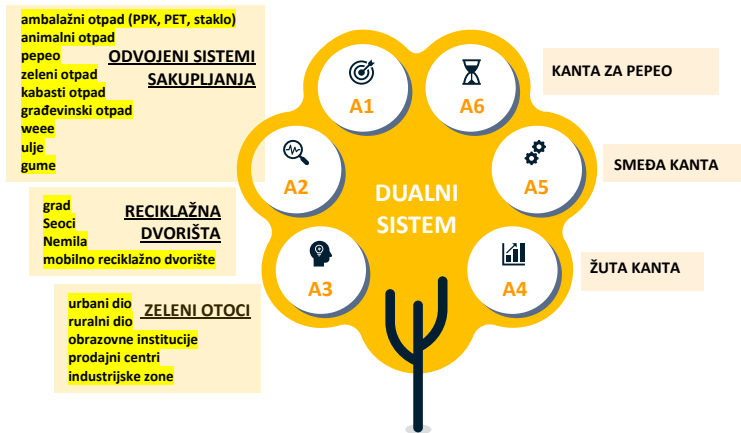 ambalažni otpad (PPK, PET, staklo)
animalni otpad
pepeo
zeleni otpad
kabasti otpad
građevinski otpad
weee
ulje
gume
ODVOJENI SISTEMI
SAKUPLJANJA
grad
Seoci
Nemila
mobilno reciklažno dvorište
RECIKLAŽNA
DVORIŠTA
urbani dio
ruralni dio
obrazovne institucije
prodajni centri
industrijske zone
ZELENI OTOCI
A1
A6
A2
A5
A3
A4
DUALNI
SISTEM
KANTA ZA PEPEO
SMEĐA KANTA
ŽUTA KANTA